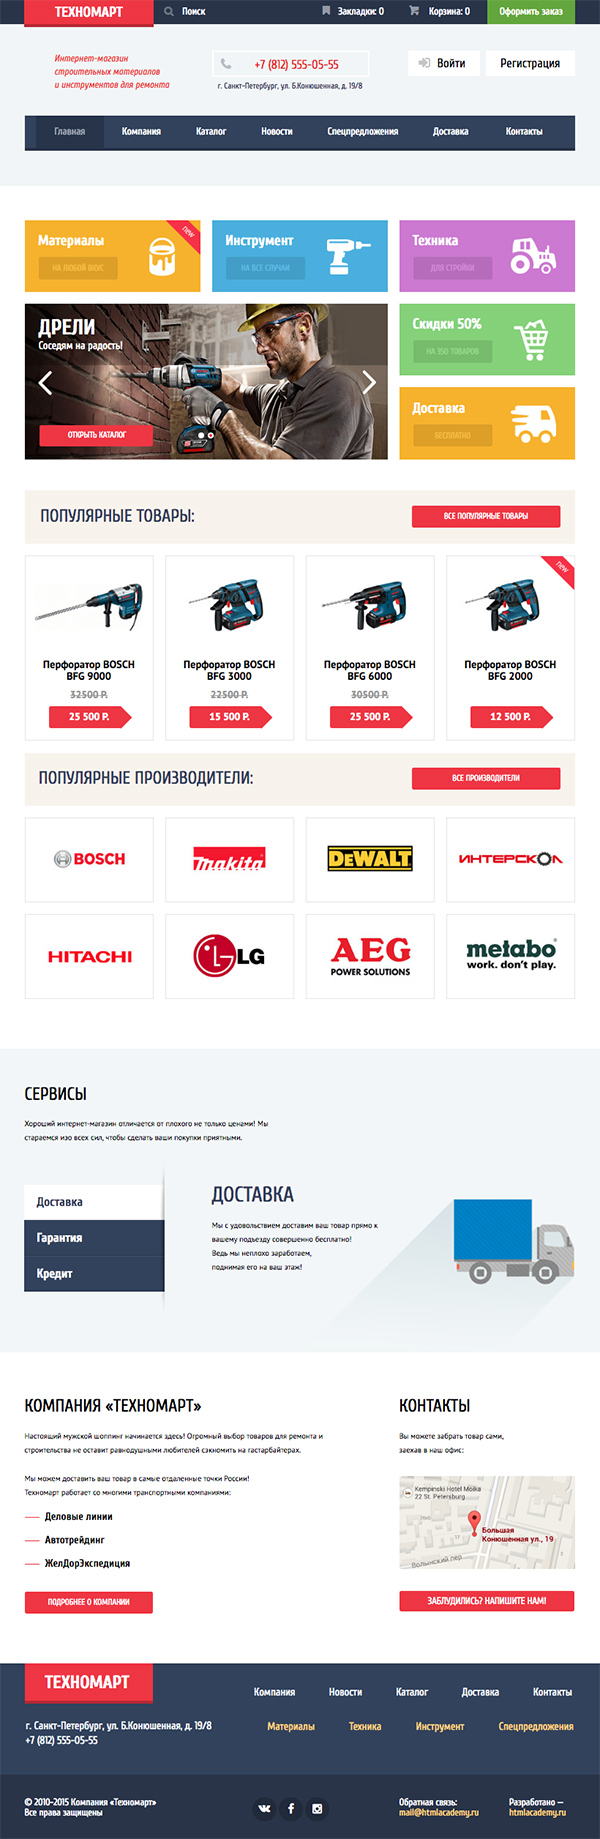 ТЕХНОМАРТ
Поиск
Закладки: 0
Корзина: 0
Оформить заказ
Интернет-магазин
строительных материалов
и инструментов для ремонта
+7 (812) 555-05-55
г. Санкт-Петербург, ул. Б.Конюшенная, д. 19/8
Войти
Регистрация
Главная
Компания
Каталог
Новости
Спецпредложения
Доставка
Контакты
Материалы
НА ЛЮБОЙ ВКУС
new
Инструмент
НА ВСЕ СЛУЧАИ
Техника
ДЛЯ СТРОЙКИ
ДРЕЛИ
Соседям на радость!
ОТКРЫТЬ КАТАЛОГ
Скидки 50%
НА 350 ТОВАРОВ
Доставка
БЕСПЛАТНО
ПОПУЛЯРНЫЕ ТОВАРЫ:
ВСЕ ПОПУЛЯРНЫЕ ТОВАРЫ
Перфоратор BOSCH
BFG 9000
32500 Р.
25 500 Р.
Перфоратор BOSCH
BFG 3000
22500 Р.
15 500 Р.
Перфоратор BOSCH
BFG 6000
30500 Р.
25 500 Р.
new
Перфоратор BOSCH
BFG 2000
12 500 Р.
ПОПУЛЯРНЫЕ ПРОИЗВОДИТЕЛИ:
ВСЕ ПРОИЗВОДИТЕЛИ
BOSCH
makita
DEWALT
ИНТЕРСКОЛ
HITACHI
LG
AEG
POWER SOLUTIONS
metabo
work. don't play.
СЕРВИСЫ
Хороший интернет-магазин отличается от плохого не только ценами! Мы
стараемся изо всех сил, чтобы сделать ваши покупки приятными.
Доставка
Гарантия
Кредит
ДОСТАВКА
Мы с удовольствием доставим ваш товар прямо к
вашему подъезду совершенно бесплатно!
Ведь мы неплохо заработаем,
поднимая его на ваш этаж!
КОМПАНИЯ «ТЕХНОМАРТ»
Настоящий мужской шоппинг начинается здесь! Огромный выбор товаров для ремонта и
строительства не оставит равнодушными любителей сэкномить на гастарбайтерах.
Мы можем доставить ваш товар в самые отдаленные точки России!
Техномарт работает со многими транспортными компаниями:
Деловые линии
Автотрейдинг
ЖелДорЭкспедиция
ПОДРОБНЕЕ О КОМПАНИИ
КОНТАКТЫ
Вы можете забрать товар сами,
заехав в наш офис:
Kempinski Hotel Moika
22 St. Petersburg
Большая
Конюшенная ул., 19
Волынский пер
ЗАБЛУДИЛИСЬ? НАПИШИТЕ НАМ!
ТЕХНОМАРТ
г. Санкт-Петербург, ул. Б.Конюшенная, д. 19/8
+7 (812) 555-05-55
Компания
Новости
Каталог
Доставка
Контакты
Материалы
Техника
Инструмент
Спецпредложения
© 2010-2015 Компания «Техномарт»
Все права защищены
Обратная связь:
mail@htmlacademy.ru
Разработано —
htmlacademy.ru